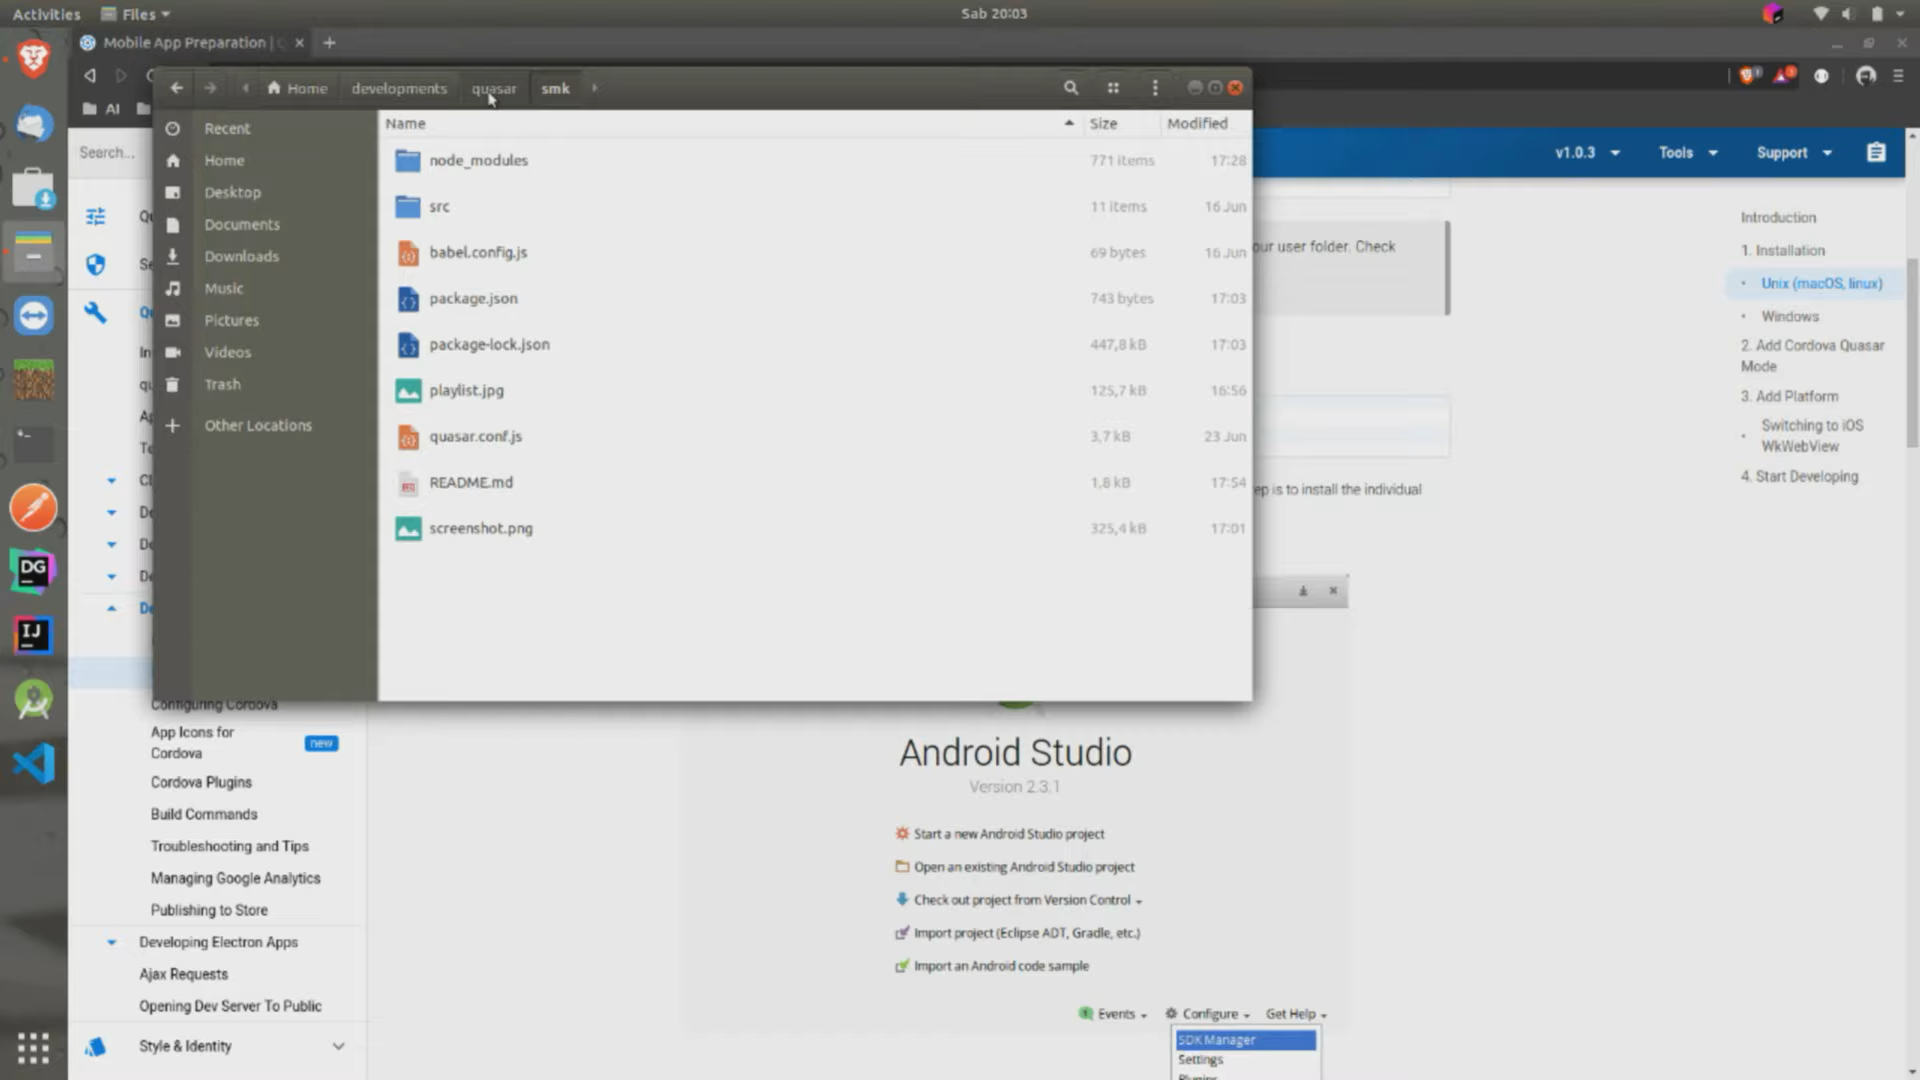 Activities
Files
Sab 20:03
Mobile App Preparation |
AI
Home
developments
quasar
smk
Name
Size
Modified
Recent
Home
Desktop
Documents
Downloads
Music
Pictures
Videos
Trash
Other Locations
node_modules 771 items 17:28
src 11 items 16 Jun
babel.config.js 69 bytes 16 Jun
package.json 743 bytes 17:03
package-lock.json 447,8 kB 17:03
playlist.jpg 125,7 kB 16:56
quasar.conf.js 3,7 kB 23 Jun
README.md 1,8 kB 17:54
screenshot.png 325,4 kB 17:01
Search...
v1.0.3
Tools
Support
our user folder. Check
ep is to install the individual
Introduction
1. Installation
Unix (macOS, linux)
Windows
2. Add Cordova Quasar
Mode
3. Add Platform
Switching to iOS
WkWebView
4. Start Developing
DG
IJ
Configuring Cordova
App Icons for
Cordova
new
Cordova Plugins
Build Commands
Troubleshooting and Tips
Managing Google Analytics
Publishing to Store
Developing Electron Apps
Ajax Requests
Opening Dev Server To Public
Style & Identity
Android Studio
Version 2.3.1
Start a new Android Studio project
Open an existing Android Studio project
Check out project from Version Control
Import project (Eclipse ADT, Gradle, etc.)
Import an Android code sample
Events
Configure
Get Help
SDK Manager
Settings
Plugins